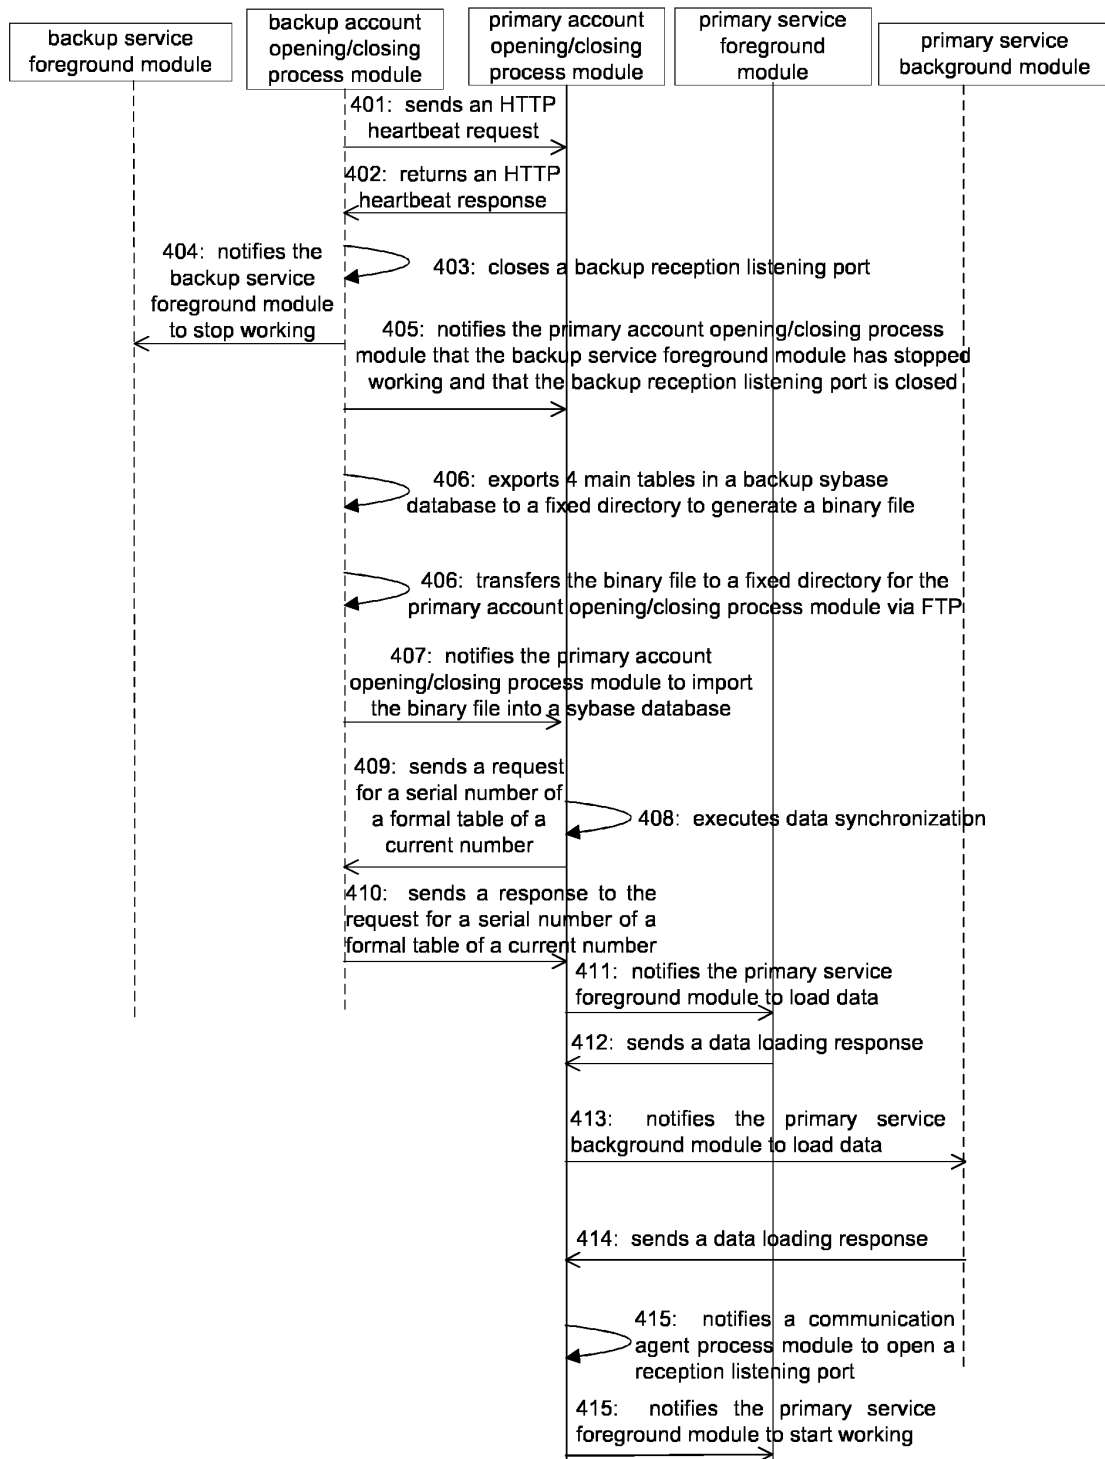 backup service
foreground module
backup account
opening/closing
process module
primary account
opening/closing
process module
primary service
foreground
module
primary service
background module
401: sends an HTTP
heartbeat request
402: returns an HTTP
heartbeat response
404: notifies the
backup service
foreground module
to stop working
403: closes a backup reception listening port
405: notifies the primary account opening/closing process
module that the backup service foreground module has stopped
working and that the backup reception listening port is closed
406: exports 4 main tables in a backup sybase
database to a fixed directory to generate a binary file
406: transfers the binary file to a fixed directory for the
primary account opening/closing process module via FTP
407: notifies the primary account
opening/closing process module to import
the binary file into a sybase database
409: sends a request
for a serial number of
a formal table of a
current number
408: executes data synchronization
410: sends a response to the
request for a serial number of a
formal table of a current number
411: notifies the primary service
foreground module to load data
412: sends a data loading response
413: notifies the primary service
background module to load data
414: sends a data loading response
415: notifies a communication
agent process module to open a
reception listening port
415: notifies the primary service
foreground module to start working